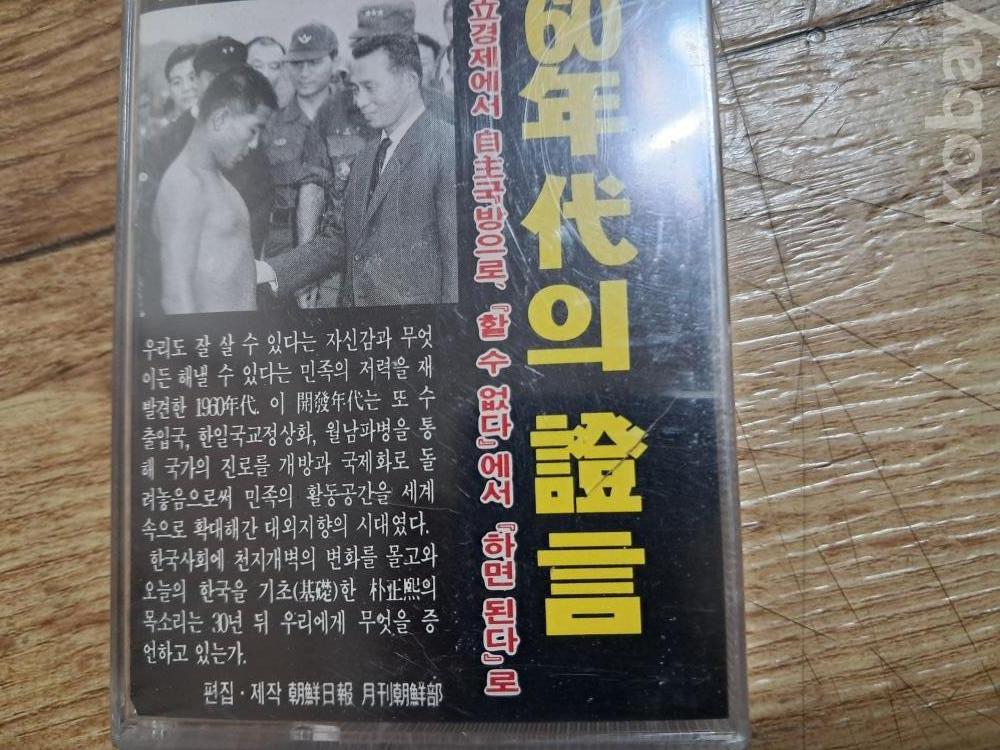 60年代의 證言
立경제에서 自主국방으로, 『할 수 없다』에서 『하면 된다』로
우리도 잘 살 수 있다는 자신감과 무엇
이든 해낼 수 있다는 민족의 저력을 재
발견한 1960年代. 이 開發年代는 또 수
출입국, 한일국교정상화, 월남파병을 통
해 국가의 진로를 개방과 국제화로 돌
려놓음으로써 민족의 활동공간을 세계
속으로 확대해간 대외지향의 시대였다.
한국사회에 천지개벽의 변화를 몰고와
오늘의 한국을 기초(基礎)한 朴正熙의
목소리는 30년 뒤 우리에게 무엇을 증
언하고 있는가.
편집·제작 朝鮮日報 月刊朝鮮部
kobay